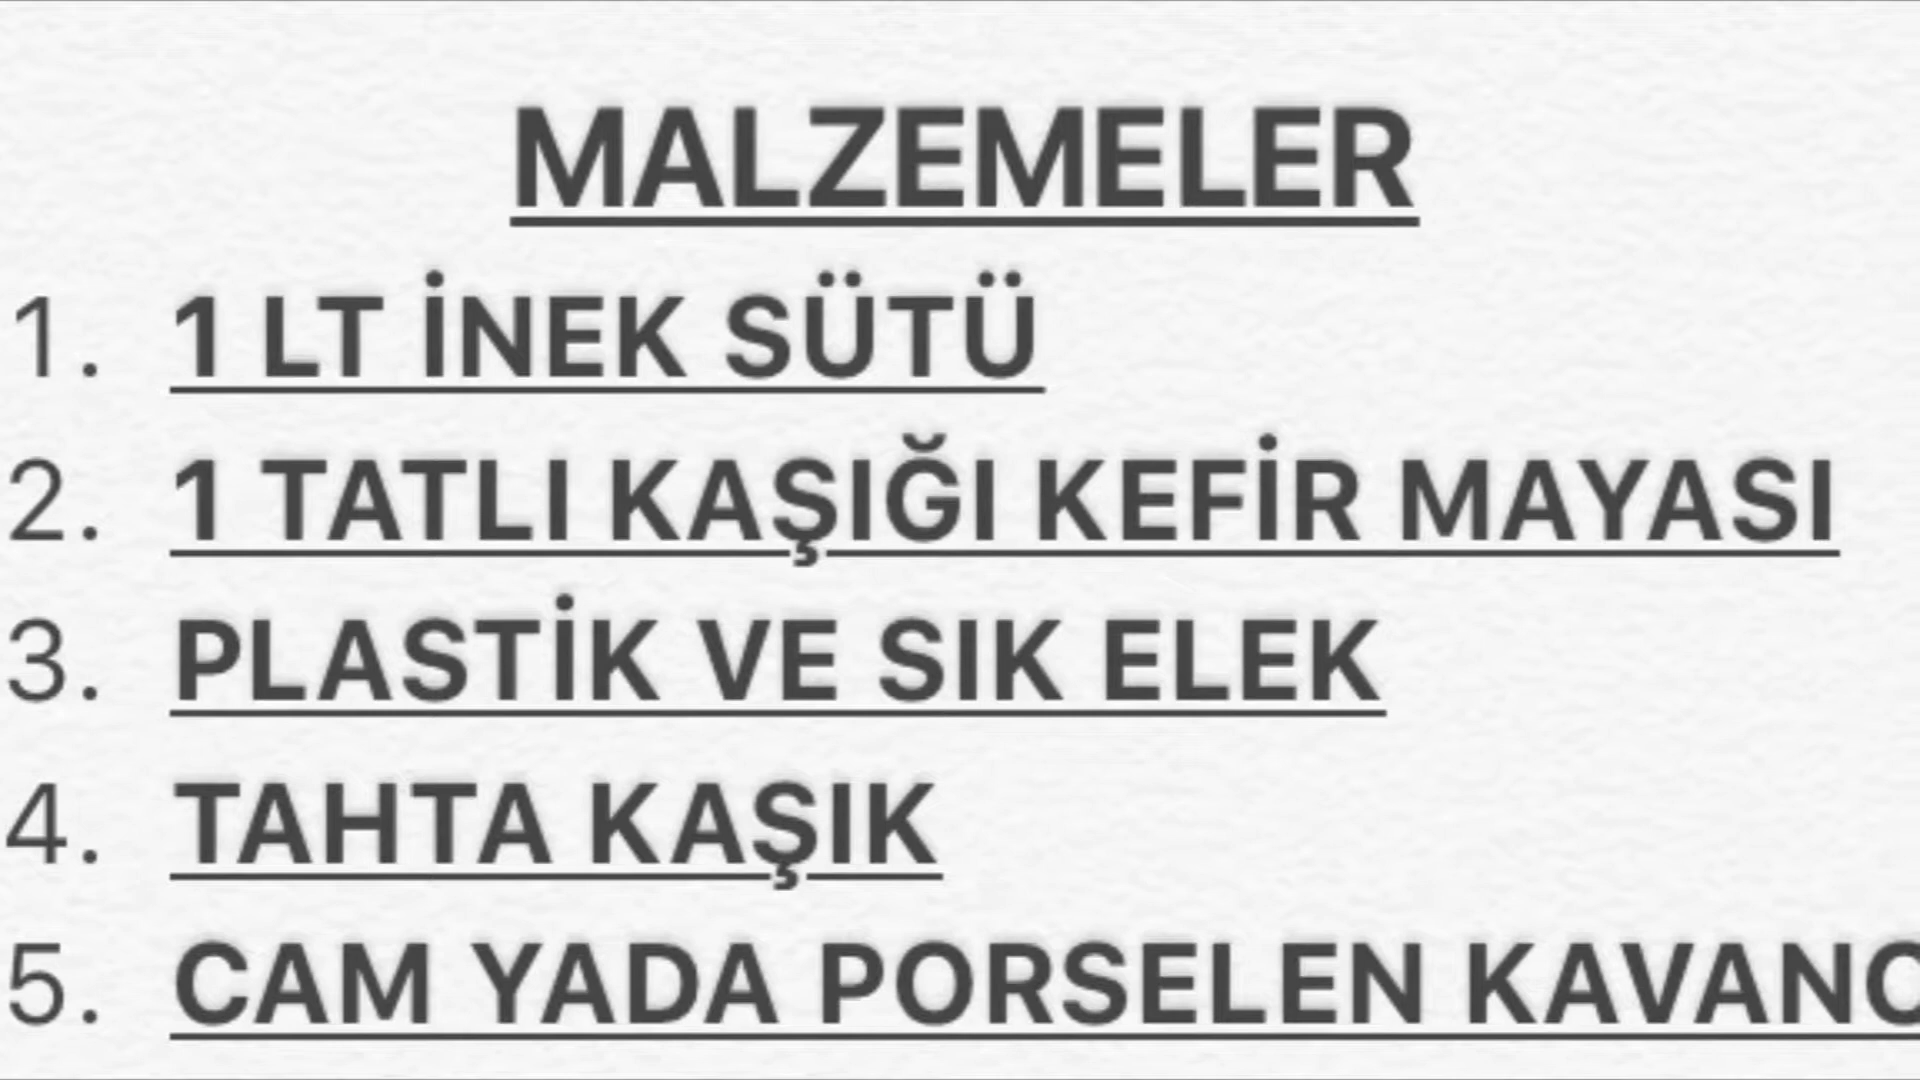 MALZEMELER
1. 1 LT İNEK SÜTÜ
2. 1 TATLI KAŞIĞI KEFİR MAYASI
3. PLASTİK VE SIK ELEK
4. TAHTA KAŞIK
5. CAM YADA PORSELEN